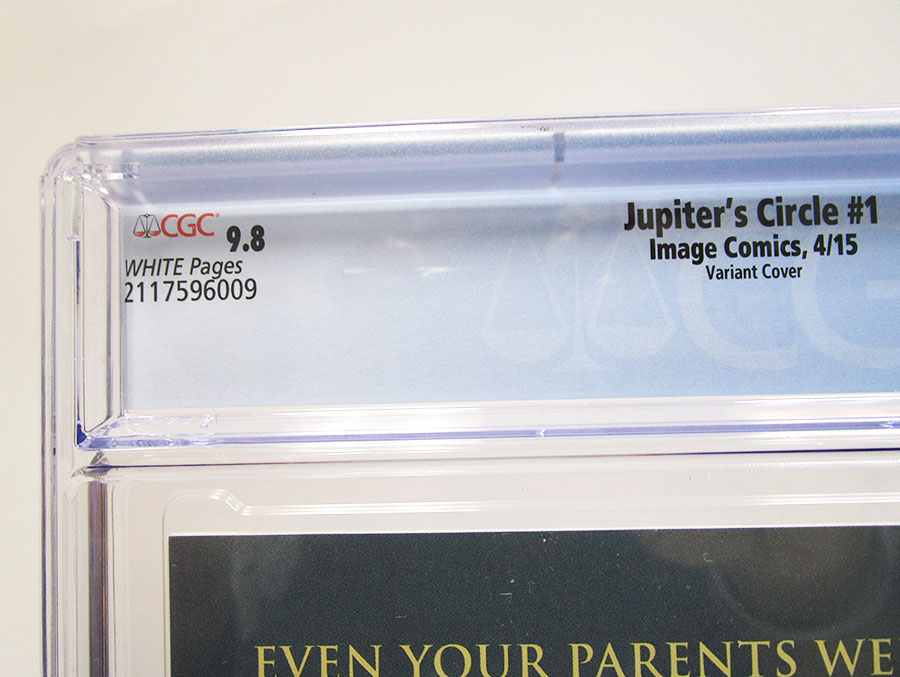 CGC® 9.8
WHITE Pages
2117596009
Jupiter's Circle #1
Image Comics, 4/15
Variant Cover
CG
EVEN YOUR PARENTS WE